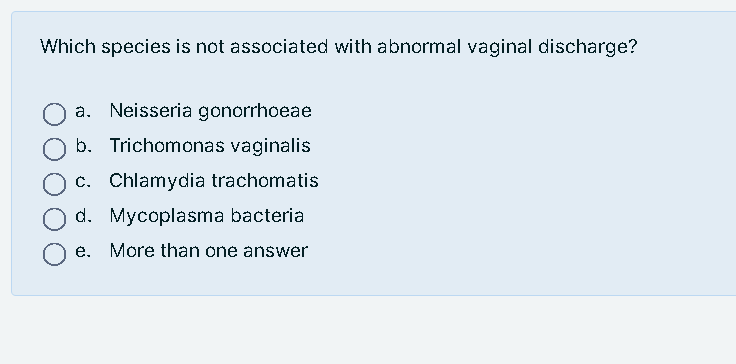 Which species is not associated with abnormal vaginal discharge?
a. Neisseria gonorrhoeae
b. Trichomonas vaginalis
c. Chlamydia trachomatis
d. Mycoplasma bacteria
e. More than one answer